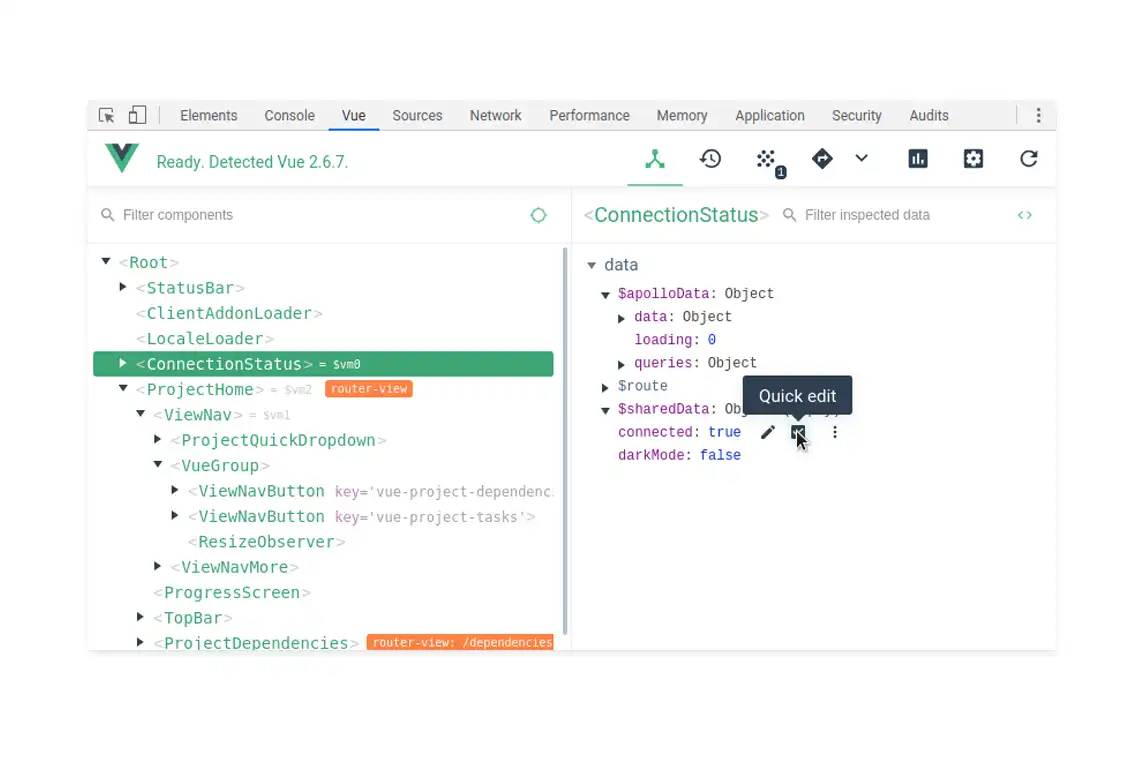 Elements Console Vue Sources Network Performance Memory Application Security Audits
Ready. Detected Vue 2.6.7.
1
Filter components
<ConnectionStatus> Filter inspected data <>
<Root>
<StatusBar>
<ClientAddonLoader>
<LocaleLoader>
<ConnectionStatus> = $vm0
<ProjectHome> = $vm2 router-view
<ViewNav> = $vm1
<ProjectQuickDropdown>
<VueGroup>
<ViewNavButton key='vue-project-dependenc
<ViewNavButton key='vue-project-tasks'>
<ResizeObserver>
<ViewNavMore>
<ProgressScreen>
<TopBar>
<ProjectDependencies> router-view: /dependencies
data
$apolloData: Object
data: Object
loading: 0
queries: Object
$route
Quick edit
$sharedData:
connected: true
darkMode: false